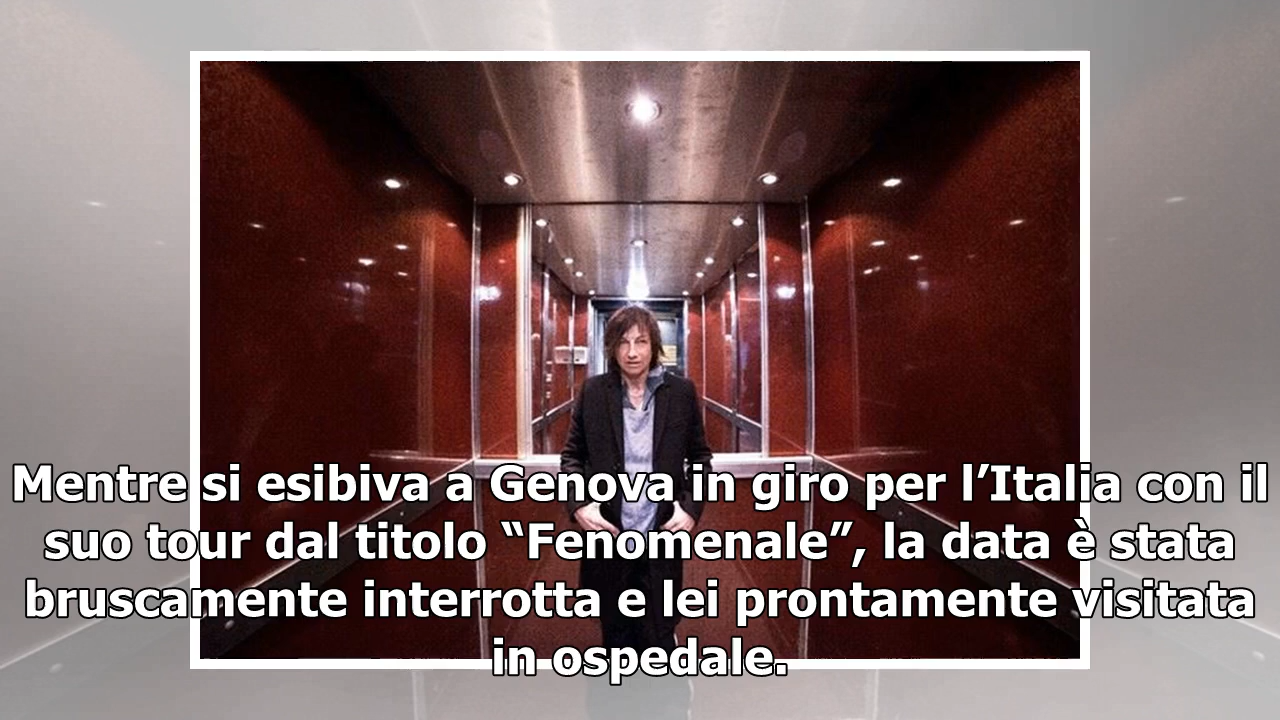 Mentre si esibiva a Genova in giro per l’Italia con il
suo tour dal titolo “Fenomenale”, la data è stata
bruscamente interrotta e lei prontamente visitata
in ospedale.